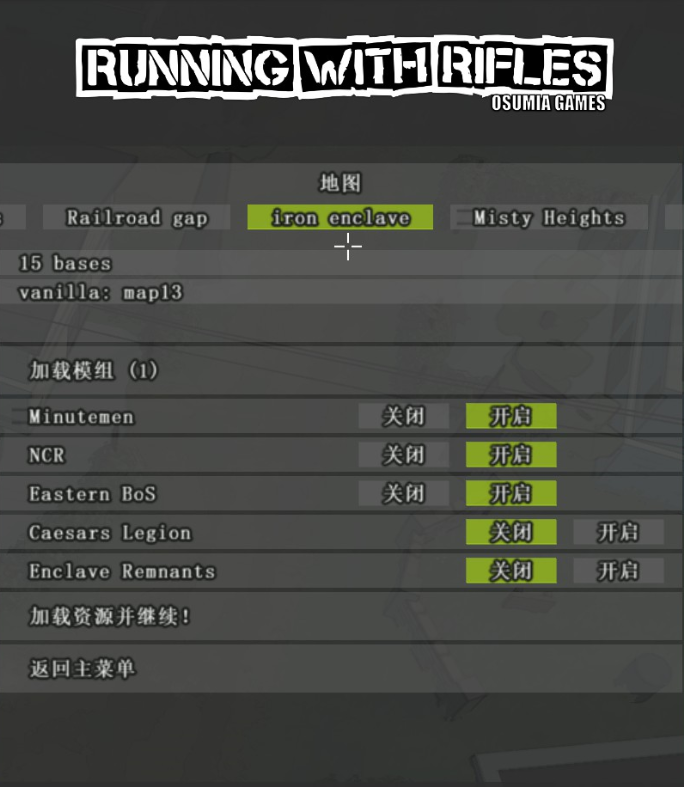 RUNNING WITH RIFLES
OSUMIA GAMES
地图
Railroad gap iron enclave Misty Heights
15 bases
vanilla: map13
加载模组 (1)
Minutemen 关闭 开启
NCR 关闭 开启
Eastern BoS 关闭 开启
Caesars Legion 关闭 开启
Enclave Remnants 关闭 开启
加载资源并继续!
返回主菜单